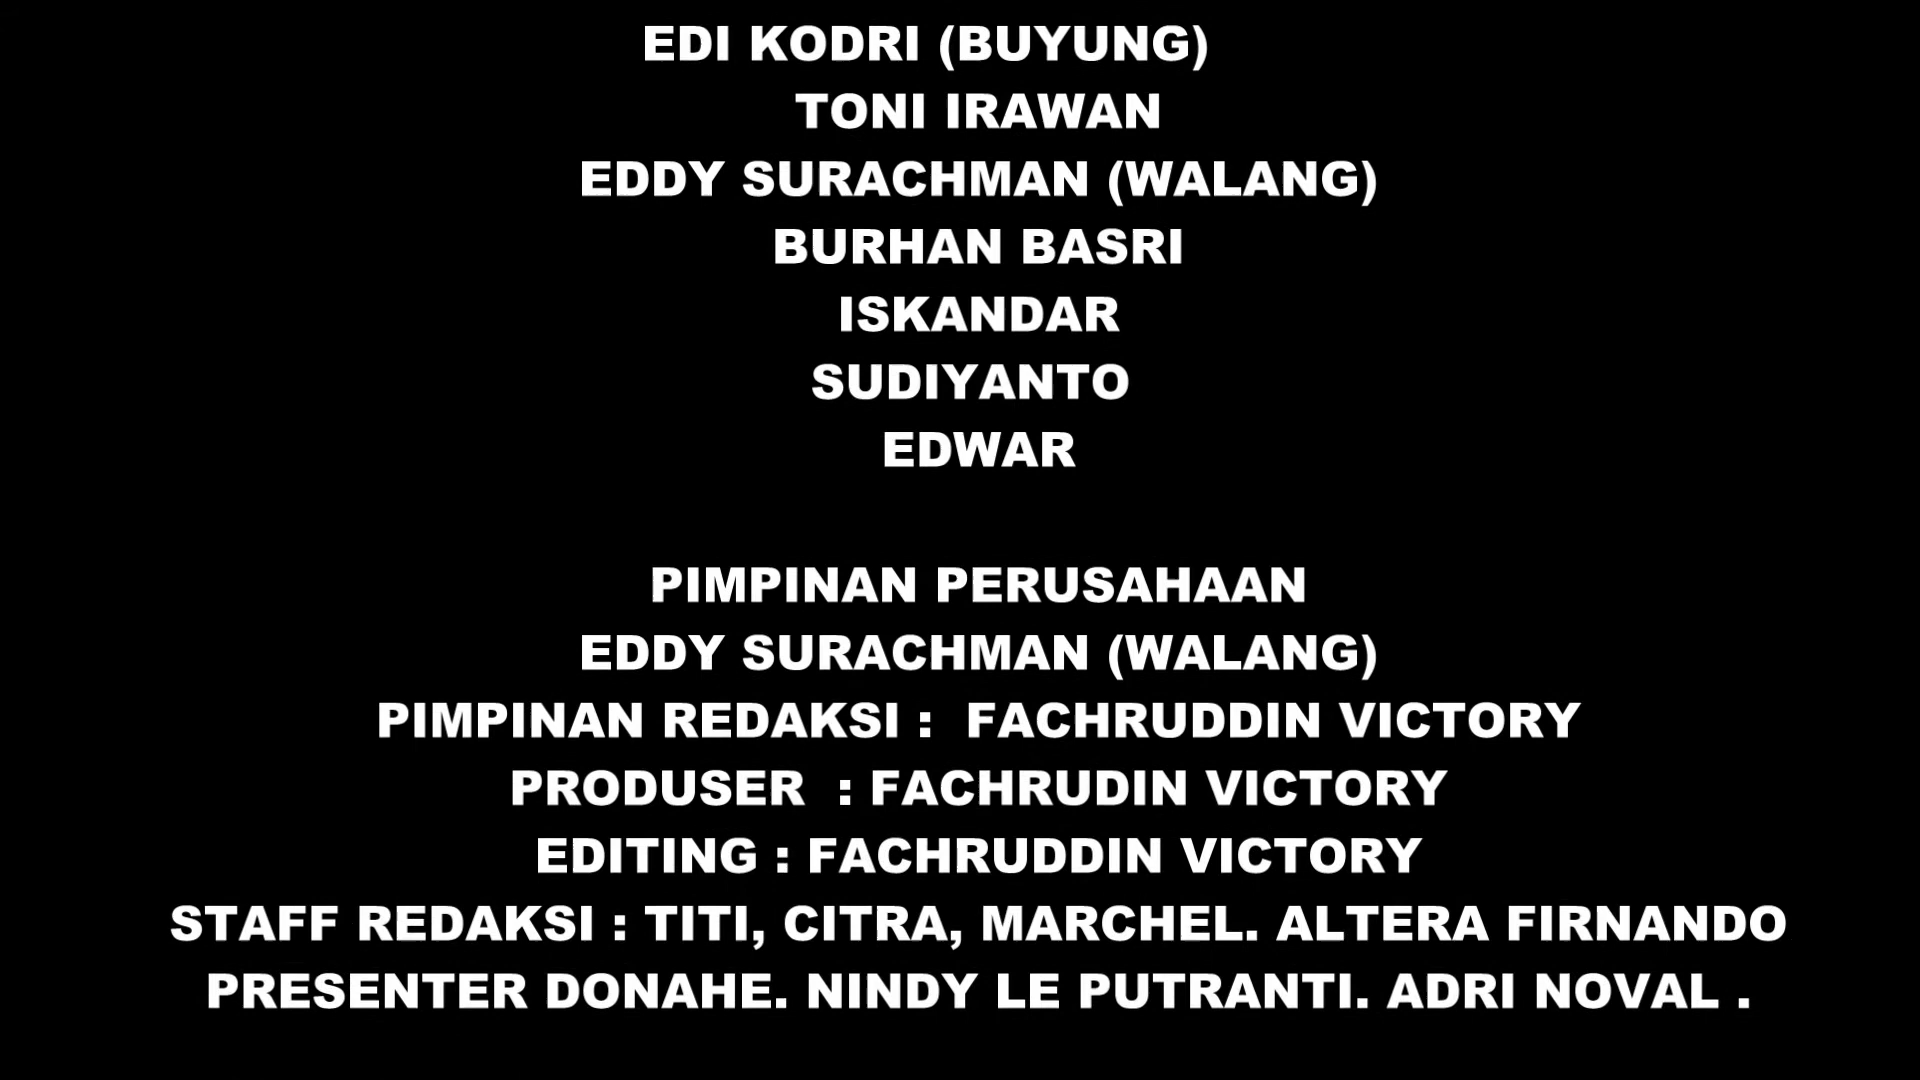 EDI KODRI (BUYUNG)
TONI IRAWAN
EDDY SURACHMAN (WALANG)
BURHAN BASRI
ISKANDAR
SUDIYANTO
EDWAR
PIMPINAN PERUSAHAAN
EDDY SURACHMAN (WALANG)
PIMPINAN REDAKSI :  FACHRUDDIN VICTORY
PRODUSER  : FACHRUDIN VICTORY
EDITING : FACHRUDDIN VICTORY
STAFF REDAKSI : TITI, CITRA, MARCHEL. ALTERA FIRNANDO
PRESENTER DONAHE. NINDY LE PUTRANTI. ADRI NOVAL .